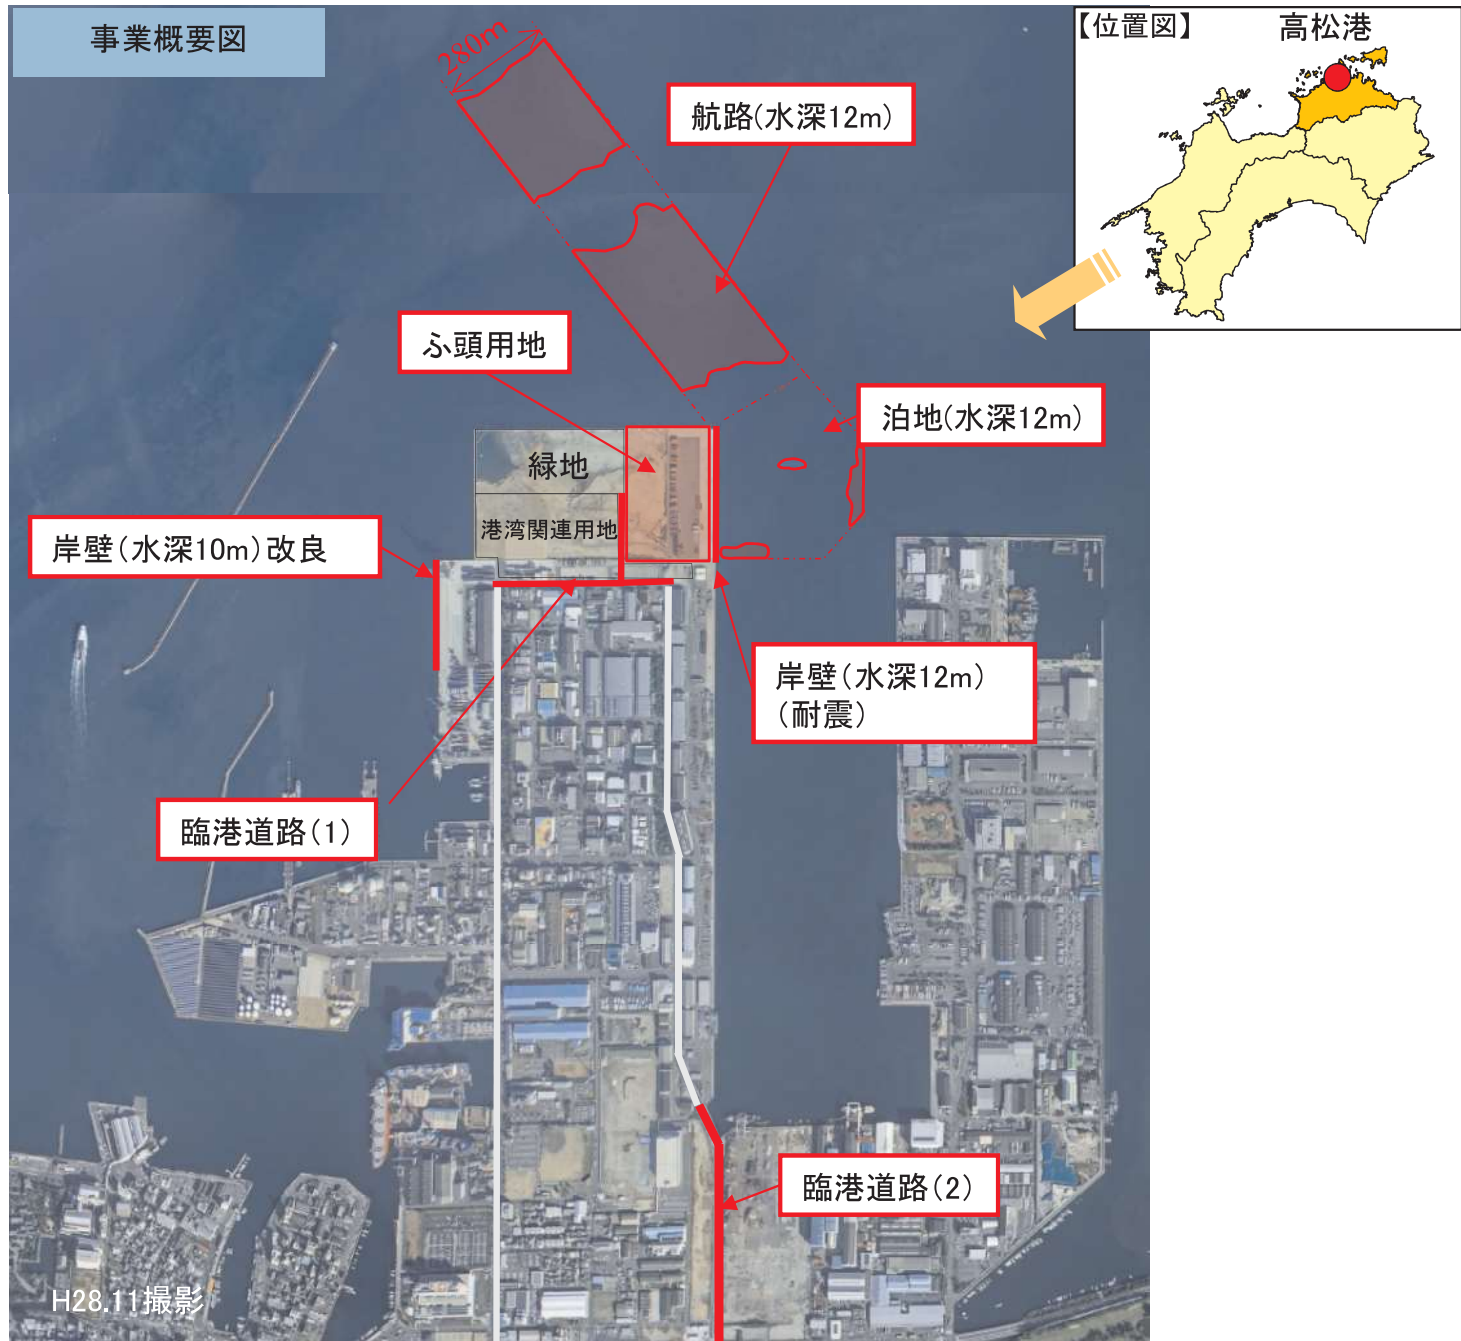 事業概要図
【位置図】
高松港
280m
航路(水深12m)
ふ頭用地
泊地(水深12m)
緑地
港湾関連用地
岸壁(水深10m)改良
岸壁(水深12m)
(耐震)
臨港道路(1)
臨港道路(2)
H28.11撮影